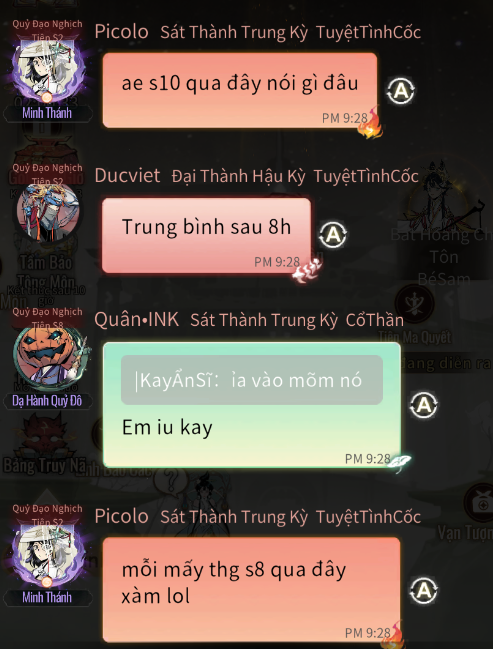 Quỷ Đạo Nghịch
Tiên S2
Minh Thánh
Picolo Sát Thành Trung Kỳ TuyệtTìnhCốc
ae s10 qua đây nói gì đâu
PM 9:28
A
Quỷ Đạo Nghịch
Tiên S2
Ducviet Đại Thành Hậu Kỳ TuyệtTìnhCốc
Trung bình sau 8h
PM 9:28
A
Bát Hoang
Tôn
BéSam
Tầm Bảo
Tông Môn
Quỷ Đạo Nghịch
Tiên S8
Dạ Hành Quỷ Đô
Quân•INK Sát Thành Trung Kỳ CổThần
|KayẨnSĩ: ỉa vào mõm nó
Em iu kay
PM 9:28
A
Ma Quyết
đang diễn ra
Bảng Truy Nã
Quỷ Đạo Nghịch
Tiên S2
Minh Thánh
Picolo Sát Thành Trung Kỳ TuyệtTìnhCốc
mỗi mấy thg s8 qua đây
xàm lol
PM 9:28
A